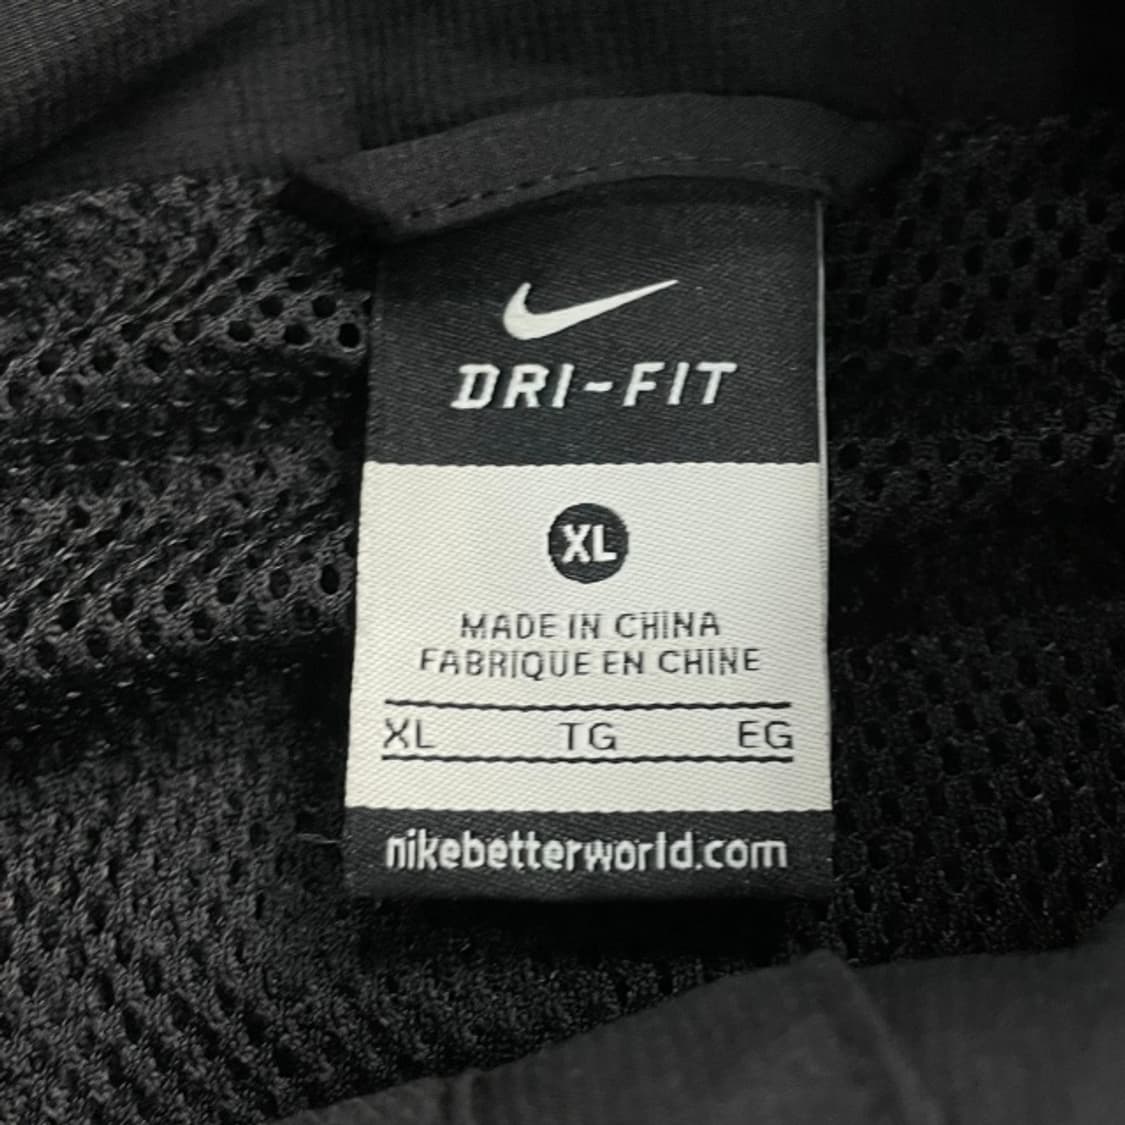 DRI-FIT
XL
MADE IN CHINA
FABRIQUE EN CHINE
XL TG EG
nikebetterworld.com